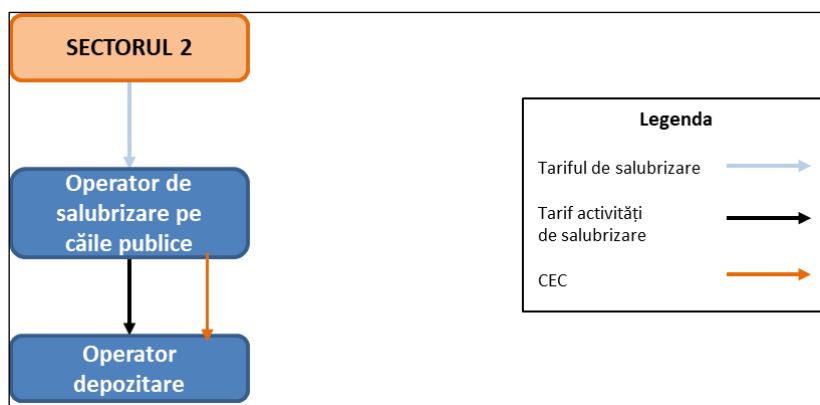 SECTORUL 2
Operator de
salubrizare pe
căile publice
Operator
depozitare
Legenda
Tariful de salubrizare
Tarif activități
de salubrizare
CEC